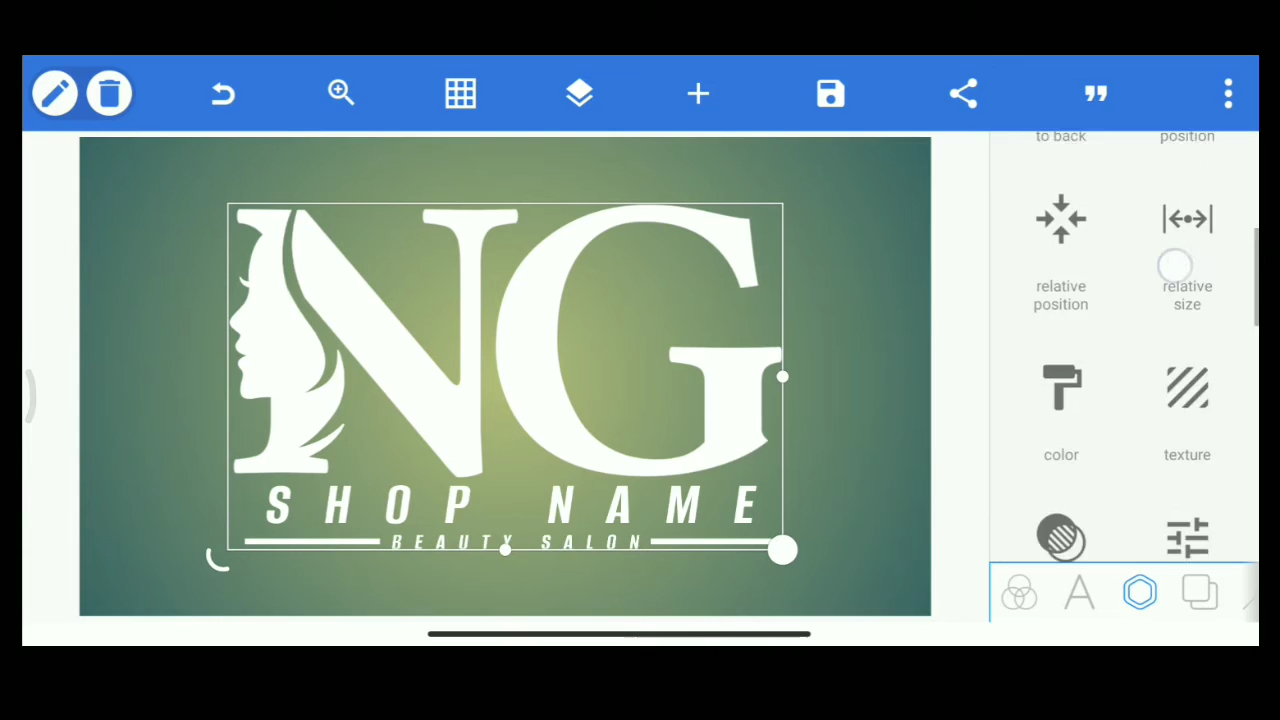 to back
position
NG
relative
position
relative
size
color
texture
SHOP NAME
BEAUTY SALON
A